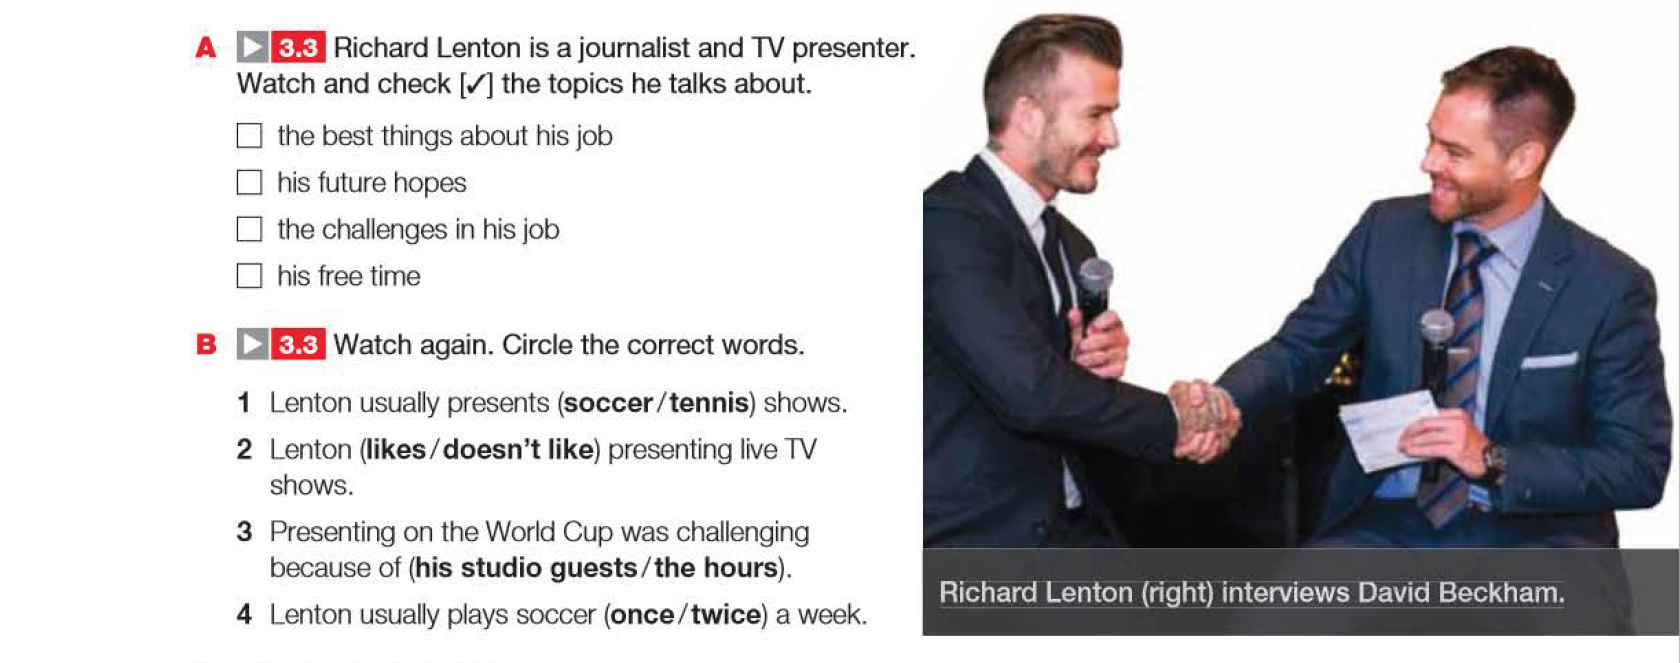 A ▶ 3.3 Richard Lenton is a journalist and TV presenter.
Watch and check [✓] the topics he talks about.
☐ the best things about his job
☐ his future hopes
☐ the challenges in his job
☐ his free time
B ▶ 3.3 Watch again. Circle the correct words.
1 Lenton usually presents (soccer/tennis) shows.
2 Lenton (likes/doesn't like) presenting live TV
shows.
3 Presenting on the World Cup was challenging
because of (his studio guests/the hours).
4 Lenton usually plays soccer (once/twice) a week.
Richard Lenton (right) interviews David Beckham.